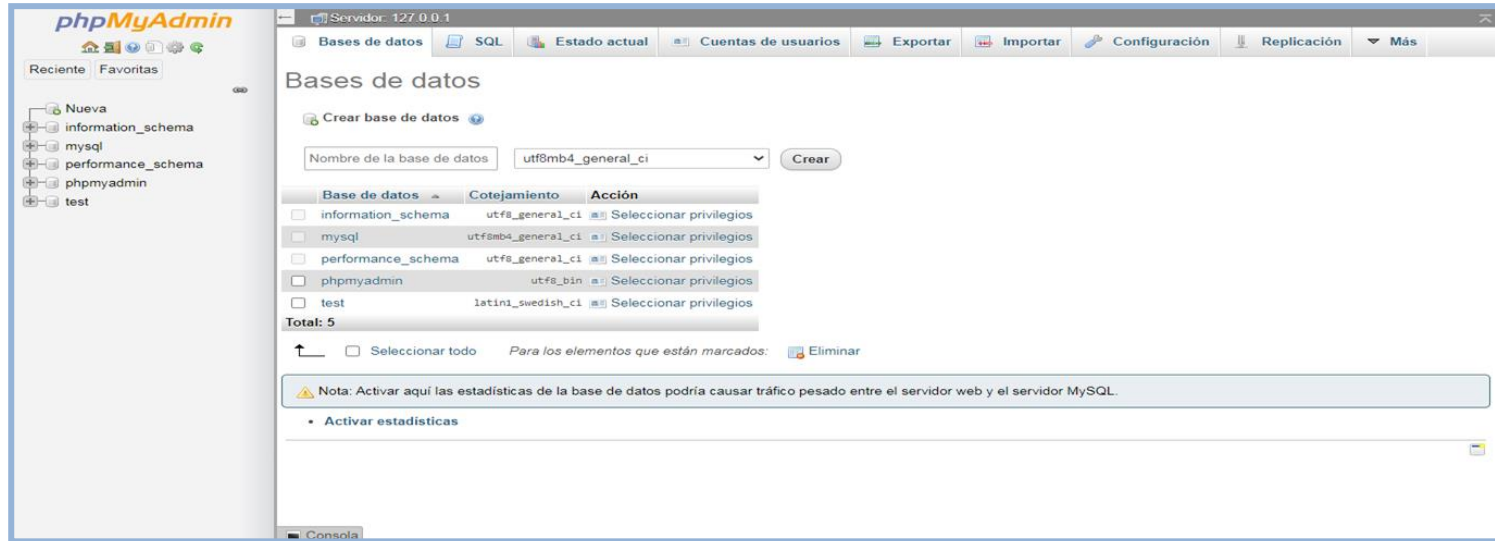 phpMyAdmin
Reciente Favoritas
Nueva
information_schema
mysql
performance_schema
phpmyadmin
test
Servidor: 127.0.0.1
Bases de datos SQL Estado actual Cuentas de usuarios Exportar Importar Configuración Replicación Más
Bases de datos
Crear base de datos
Nombre de la base de datos utf8mb4_general_ci Crear
Base de datos Cotejamiento Acción
information_schema utf8_general_ci Seleccionar privilegios
mysql utf8mb4_general_ci Seleccionar privilegios
performance_schema utf8_general_ci Seleccionar privilegios
phpmyadmin utf8_bin Seleccionar privilegios
test latin1_swedish_ci Seleccionar privilegios
Total: 5
Seleccionar todo Para los elementos que están marcados: Eliminar
Nota: Activar aquí las estadísticas de la base de datos podría causar tráfico pesado entre el servidor web y el servidor MySQL.
• Activar estadísticas
Consola